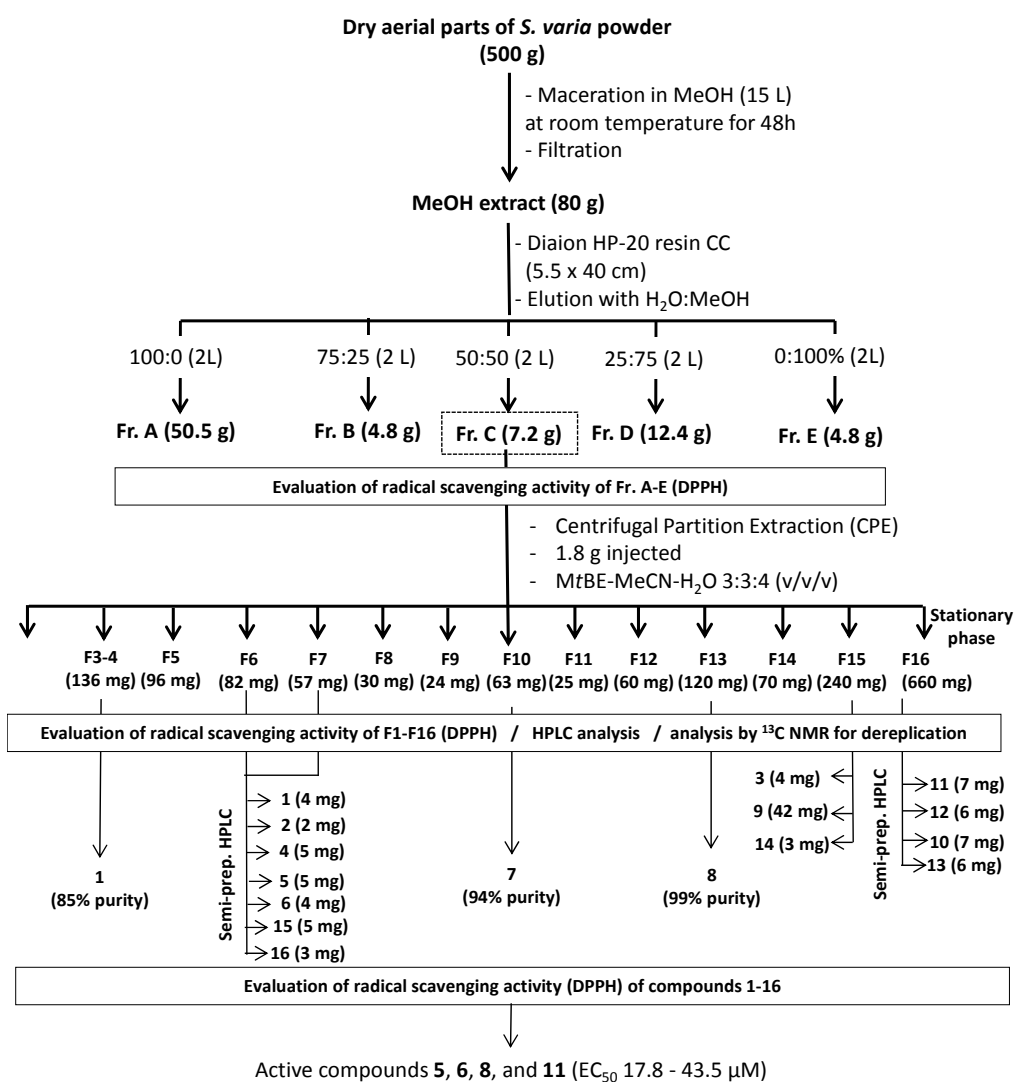 Dry aerial parts of S. varia powder
(500 g)
- Maceration in MeOH (15 L)
at room temperature for 48h
- Filtration
MeOH extract (80 g)
- Diaion HP-20 resin CC
(5.5 x 40 cm)
- Elution with H₂O:MeOH
100:0 (2L) 75:25 (2 L) 50:50 (2 L) 25:75 (2 L) 0:100% (2L)
Fr. A (50.5 g) Fr. B (4.8 g) Fr. C (7.2 g) Fr. D (12.4 g) Fr. E (4.8 g)
Evaluation of radical scavenging activity of Fr. A-E (DPPH)
- Centrifugal Partition Extraction (CPE)
- 1.8 g injected
- MtBE-MeCN-H₂O 3:3:4 (v/v/v)
Stationary
phase
F3-4 F5 F6 F7 F8 F9 F10 F11 F12 F13 F14 F15 F16
(136 mg) (96 mg) (82 mg) (57 mg) (30 mg) (24 mg) (63 mg) (25 mg) (60 mg) (120 mg) (70 mg) (240 mg) (660 mg)
Evaluation of radical scavenging activity of F1-F16 (DPPH) / HPLC analysis / analysis by ¹³C NMR for dereplication
1
(85% purity)
Semi-prep. HPLC
1 (4 mg)
2 (2 mg)
4 (5 mg)
5 (5 mg)
6 (4 mg)
15 (5 mg)
16 (3 mg)
7
(94% purity)
8
(99% purity)
3 (4 mg)
9 (42 mg)
14 (3 mg)
Semi-prep. HPLC
11 (7 mg)
12 (6 mg)
10 (7 mg)
13 (6 mg)
Evaluation of radical scavenging activity (DPPH) of compounds 1-16
Active compounds 5, 6, 8, and 11 (EC₅₀ 17.8 - 43.5 µM)